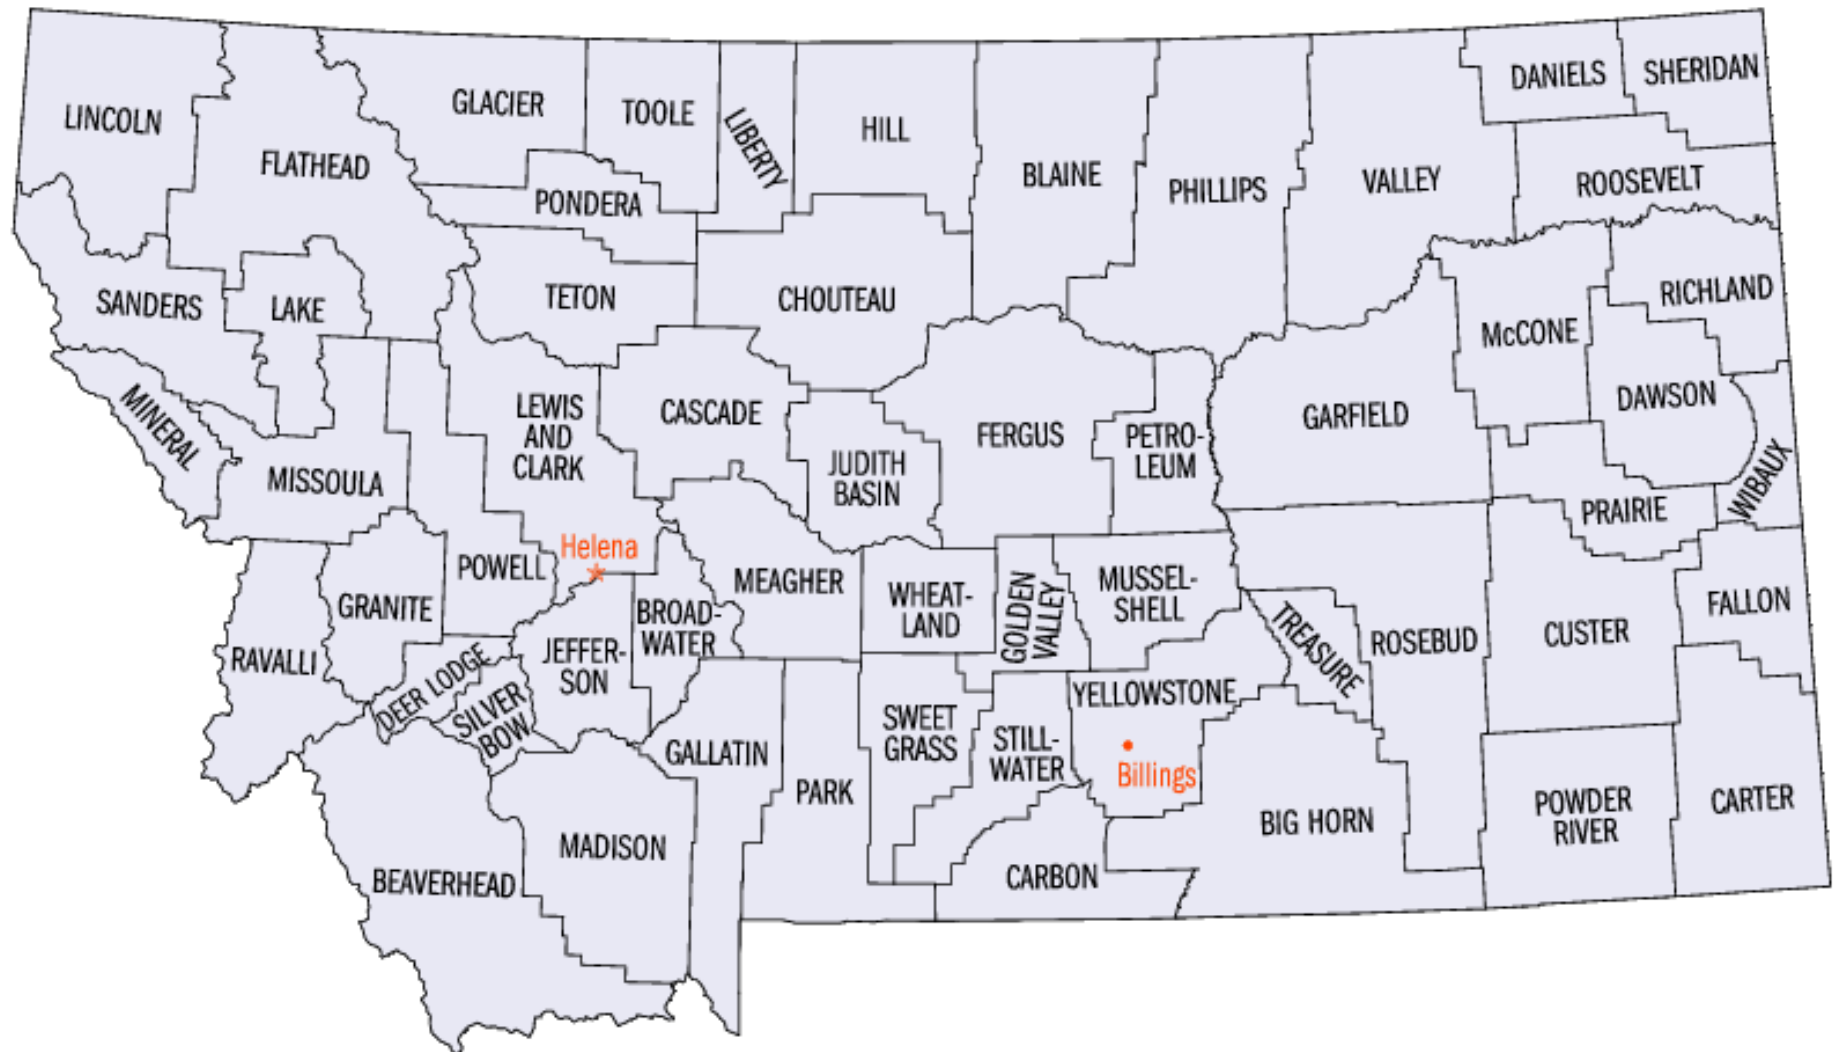 LINCOLN
FLATHEAD
GLACIER
TOOLE
LIBERTY
HILL
BLAINE
PHILLIPS
VALLEY
DANIELS
SHERIDAN
ROOSEVELT
PONDERA
SANDERS
LAKE
TETON
CHOUTEAU
RICHLAND
McCONE
DAWSON
MINERAL
MISSOULA
LEWIS
AND
CLARK
CASCADE
JUDITH
BASIN
FERGUS
PETRO-
LEUM
GARFIELD
WIBAUX
PRAIRIE
Helena
POWELL
GRANITE
BROAD-
WATER
MEAGHER
WHEAT-
LAND
GOLDEN
VALLEY
MUSSEL-
SHELL
TREASURE
ROSEBUD
CUSTER
FALLON
RAVALLI
DEER LODGE
SILVER
BOW
JEFFER-
SON
GALLATIN
PARK
SWEET
GRASS
STILL-
WATER
YELLOWSTONE
Billings
BIG HORN
POWDER
RIVER
CARTER
MADISON
BEAVERHEAD
CARBON